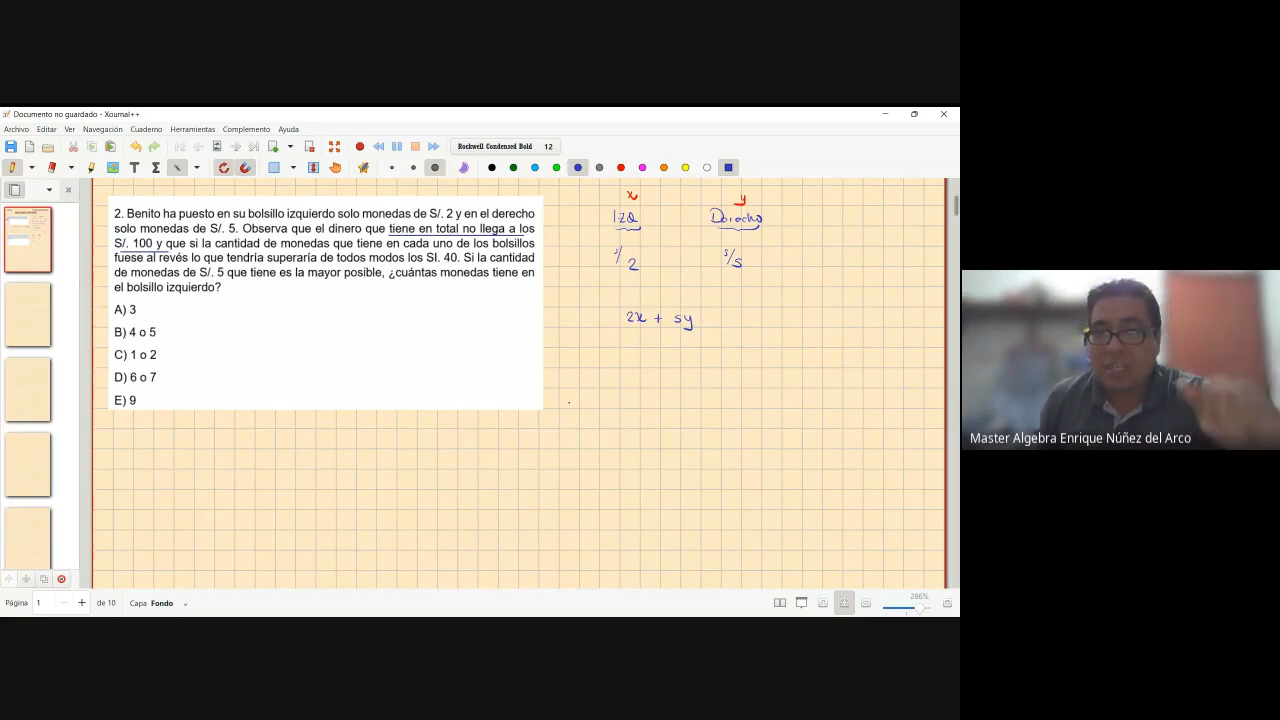 Documento no guardado - Xournal++
Archivo Editar Ver Navegación Cuaderno Herramientas Complemento Ayuda
Rockwell Condensed Bold 12
2. Benito ha puesto en su bolsillo izquierdo solo monedas de S/. 2 y en el derecho
solo monedas de S/. 5. Observa que el dinero que tiene en total no llega a los
S/. 100 y que si la cantidad de monedas que tiene en cada uno de los bolsillos
fuese al revés lo que tendría superaría de todos modos los SI. 40. Si la cantidad
de monedas de S/. 5 que tiene es la mayor posible, ¿cuántas monedas tiene en
el bolsillo izquierdo?
A) 3
B) 4 o 5
C) 1 o 2
D) 6 o 7
E) 9
x y
IZQ Derecho
s/2 s/5
2x + 5y
Master Algebra Enrique Núñez del Arco
Página 1 de 10 Capa Fondo 286%